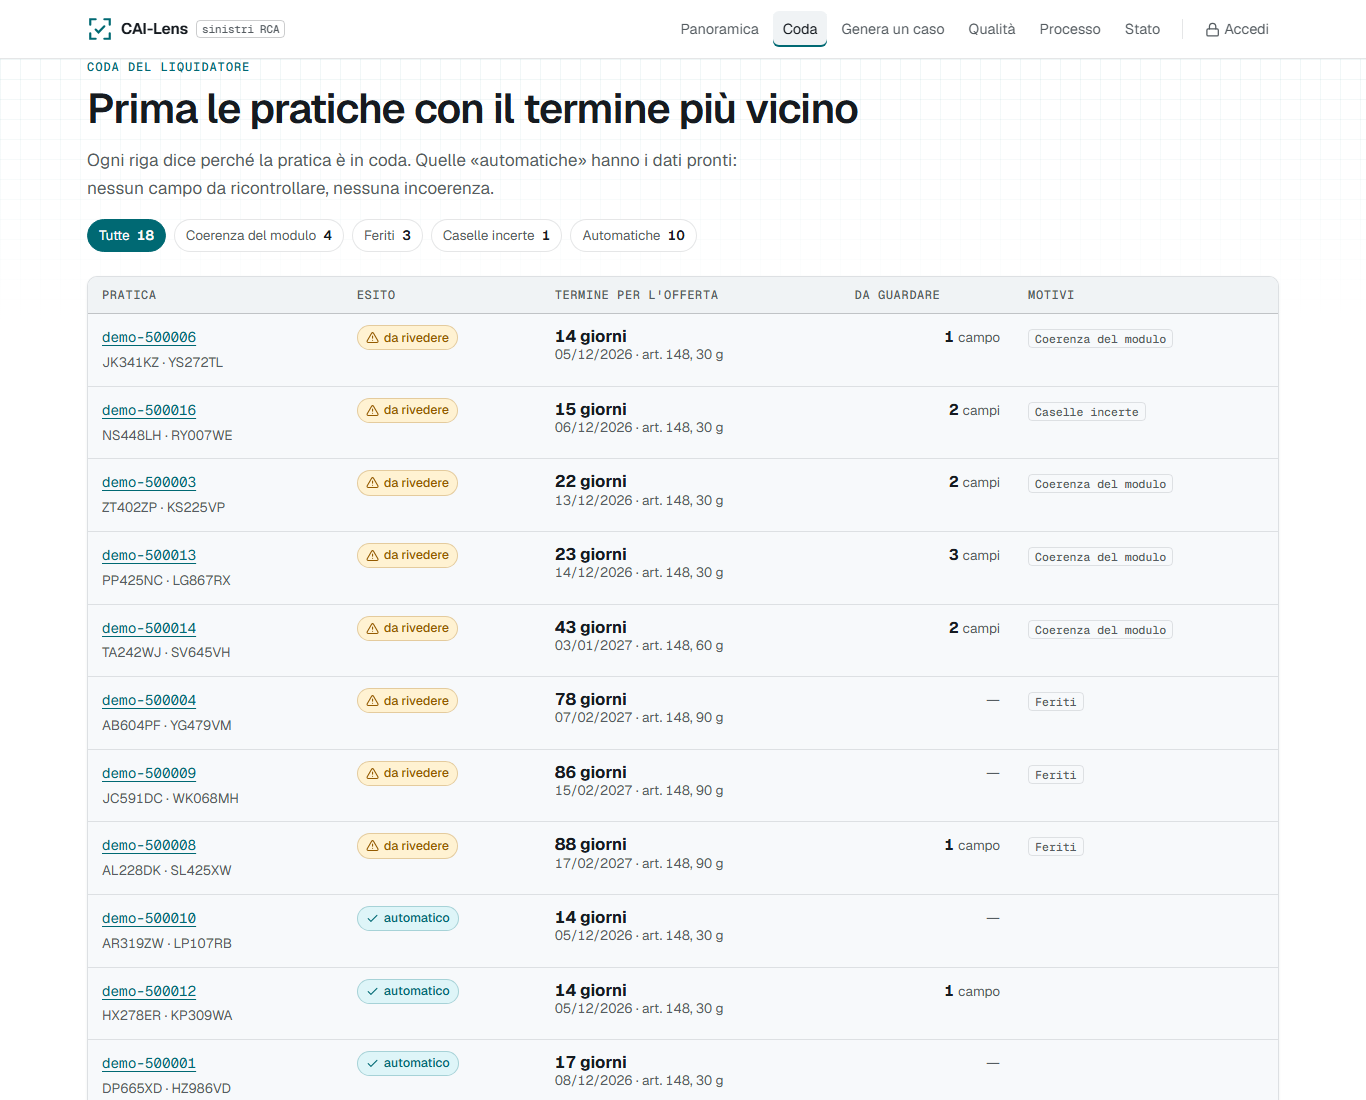 CAI-Lens sinistri RCA Panoramica Coda Genera un caso Qualità Processo Stato Accedi
CODA DEL LIQUIDATORE
Prima le pratiche con il termine più vicino
Ogni riga dice perché la pratica è in coda. Quelle «automatiche» hanno i dati pronti:
nessun campo da ricontrollare, nessuna incoerenza.
Tutte 18 Coerenza del modulo 4 Feriti 3 Caselle incerte 1 Automatiche 10
PRATICA ESITO TERMINE PER L'OFFERTA DA GUARDARE MOTIVI
demo-500006 da rivedere 14 giorni 1 campo Coerenza del modulo
JK341KZ · YS272TL 05/12/2026 · art. 148, 30 g
demo-500016 da rivedere 15 giorni 2 campi Caselle incerte
NS448LH · RY007WE 06/12/2026 · art. 148, 30 g
demo-500003 da rivedere 22 giorni 2 campi Coerenza del modulo
ZT402ZP · KS225VP 13/12/2026 · art. 148, 30 g
demo-500013 da rivedere 23 giorni 3 campi Coerenza del modulo
PP425NC · LG867RX 14/12/2026 · art. 148, 30 g
demo-500014 da rivedere 43 giorni 2 campi Coerenza del modulo
TA242WJ · SV645VH 03/01/2027 · art. 148, 60 g
demo-500004 da rivedere 78 giorni — Feriti
AB604PF · YG479VM 07/02/2027 · art. 148, 90 g
demo-500009 da rivedere 86 giorni — Feriti
JC591DC · WK068MH 15/02/2027 · art. 148, 90 g
demo-500008 da rivedere 88 giorni 1 campo Feriti
AL228DK · SL425XW 17/02/2027 · art. 148, 90 g
demo-500010 automatico 14 giorni —
AR319ZW · LP107RB 05/12/2026 · art. 148, 30 g
demo-500012 automatico 14 giorni 1 campo
HX278ER · KP309WA 05/12/2026 · art. 148, 30 g
demo-500001 automatico 17 giorni —
DP665XD · HZ986VD 08/12/2026 · art. 148, 30 g